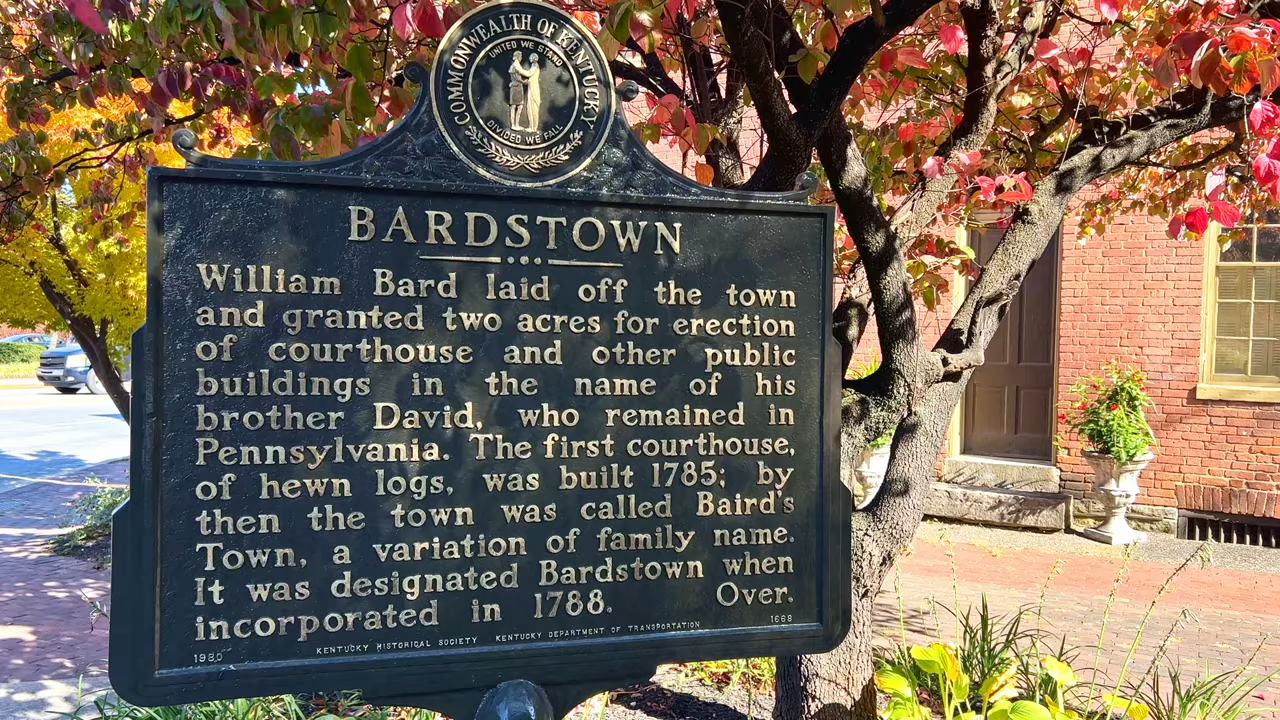 COMMONWEALTH OF KENTUCKY
UNITED WE STAND
DIVIDED WE FALL
BARDSTOWN
William Bard laid off the town
and granted two acres for erection
of courthouse and other public
buildings in the name of his
brother David, who remained in
Pennsylvania. The first courthouse,
of hewn logs, was built 1785; by
then the town was called Baird's
Town, a variation of family name.
It was designated Bardstown when
incorporated in 1788. Over.
1980 KENTUCKY HISTORICAL SOCIETY KENTUCKY DEPARTMENT OF TRANSPORTATION 1668